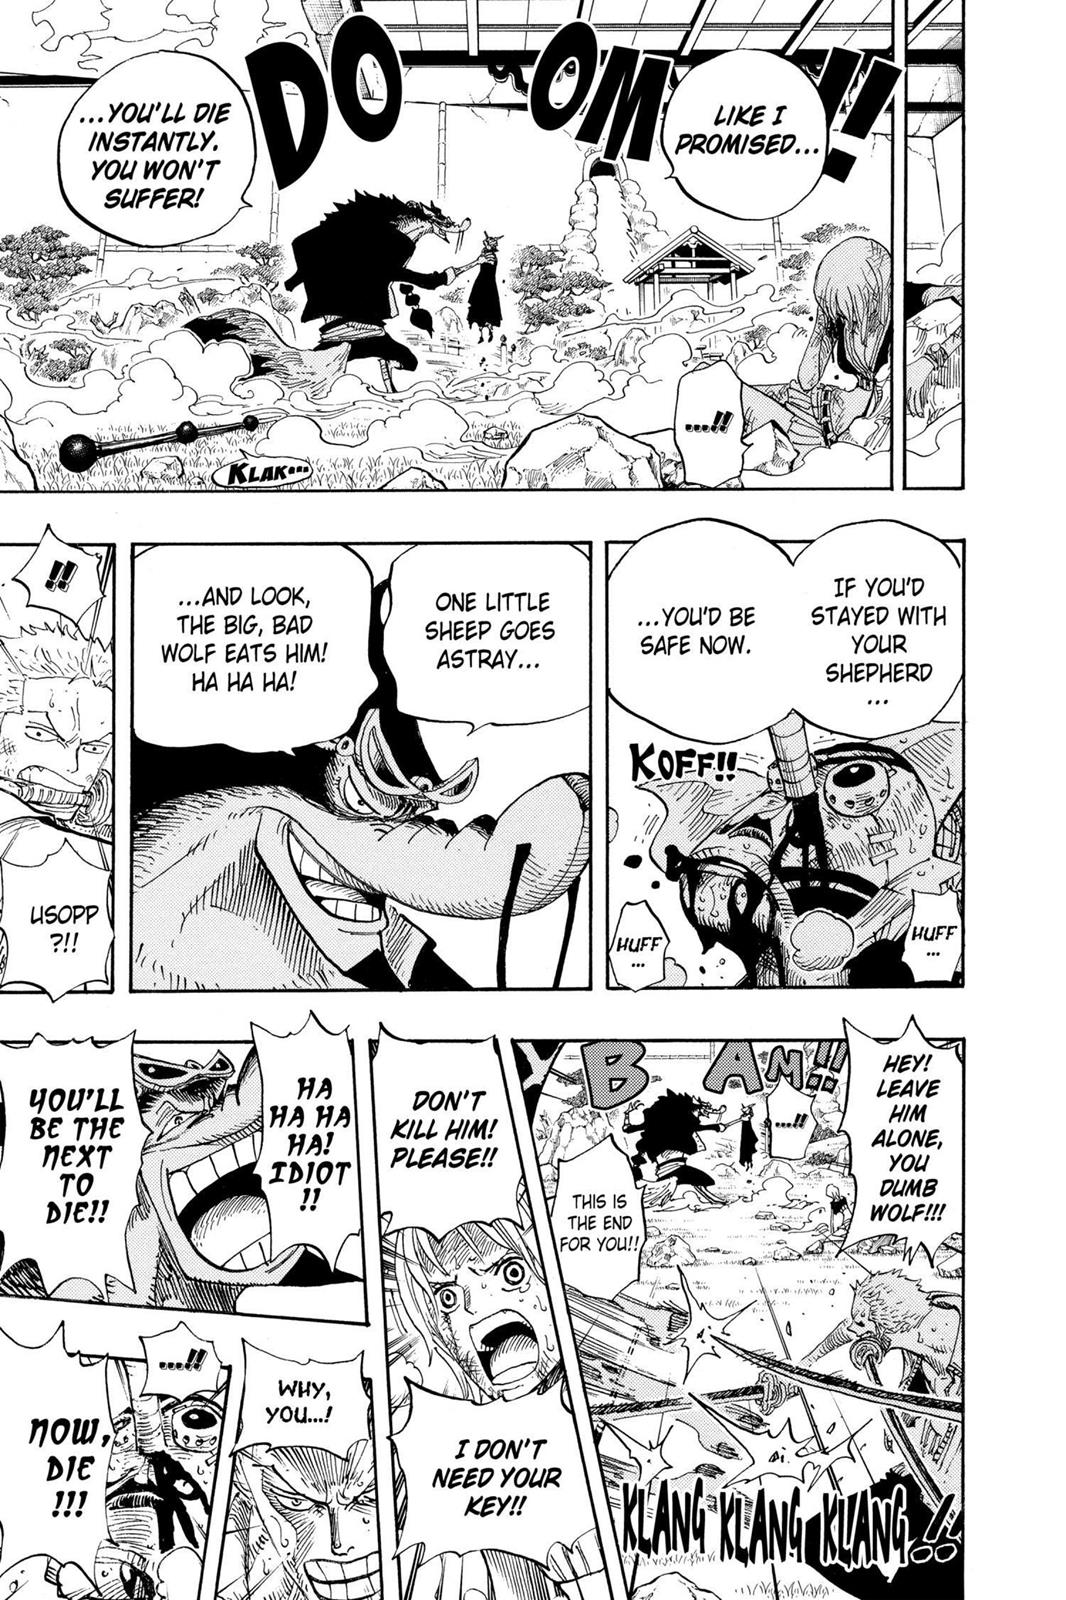 DO OM!!
LIKE I
PROMISED...
...YOU'LL DIE
INSTANTLY.
YOU WON'T
SUFFER!
...!!
KLAK...
IF YOU'D
STAYED WITH
YOUR
SHEPHERD
...
...YOU'D BE
SAFE NOW.
KOFF!!
HUFF
...
HUFF
...
ONE LITTLE
SHEEP GOES
ASTRAY...
...AND LOOK,
THE BIG, BAD
WOLF EATS HIM!
HA HA HA!
!!
USOPP
?!!
HEY!
LEAVE
HIM
ALONE,
YOU
DUMB
WOLF!!!
BAM!!
...!!
THIS IS
THE END
FOR YOU!!
KLANG KLANG KLANG!!
DON'T
KILL HIM!
PLEASE!!
I DON'T
NEED YOUR
KEY!!
HA
HA HA
HA!
IDIOT
!!
YOU'LL
BE THE
NEXT
TO
DIE!!
WHY,
YOU...!
...!!
NOW,
DIE
!!!